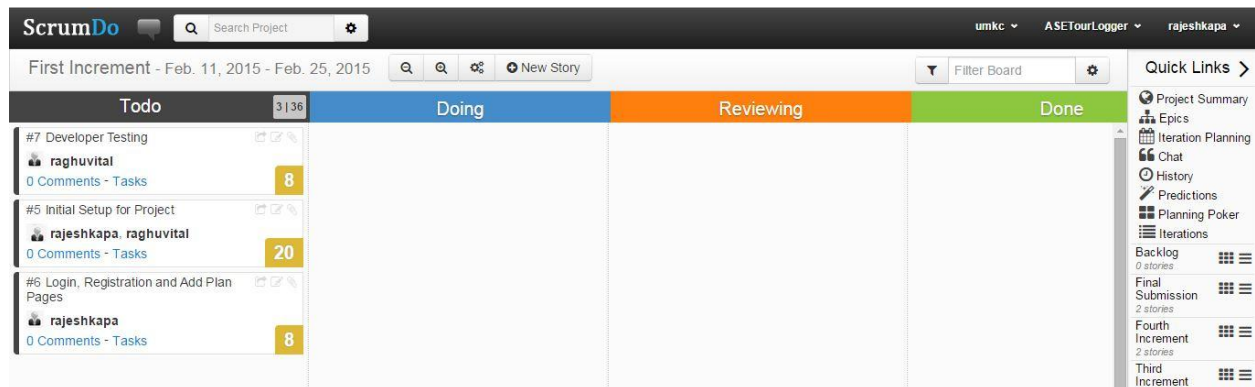 ScrumDo Search Project umkc ASETourLogger rajeshkapa
First Increment - Feb. 11, 2015 - Feb. 25, 2015 New Story Filter Board
Todo 3 | 36 Doing Reviewing Done
#7 Developer Testing
raghuvital
0 Comments - Tasks 8
#5 Initial Setup for Project
rajeshkapa, raghuvital
0 Comments - Tasks 20
#6 Login, Registration and Add Plan
Pages
rajeshkapa
0 Comments - Tasks 8
Quick Links
Project Summary
Epics
Iteration Planning
Chat
History
Predictions
Planning Poker
Iterations
Backlog
0 stories
Final
Submission
2 stories
Fourth
Increment
2 stories
Third
Increment